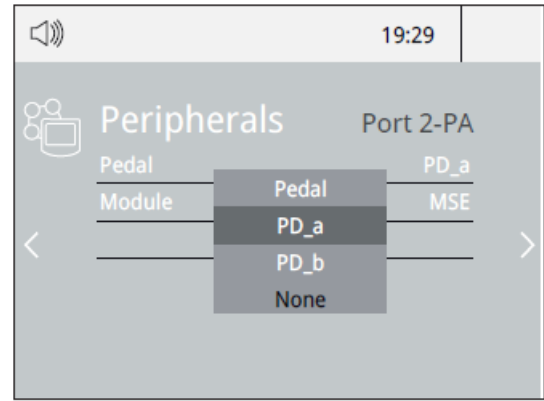 19:29
Peripherals Port 2-PA
Pedal PD_a
Module MSE
Pedal
PD_a
PD_b
None